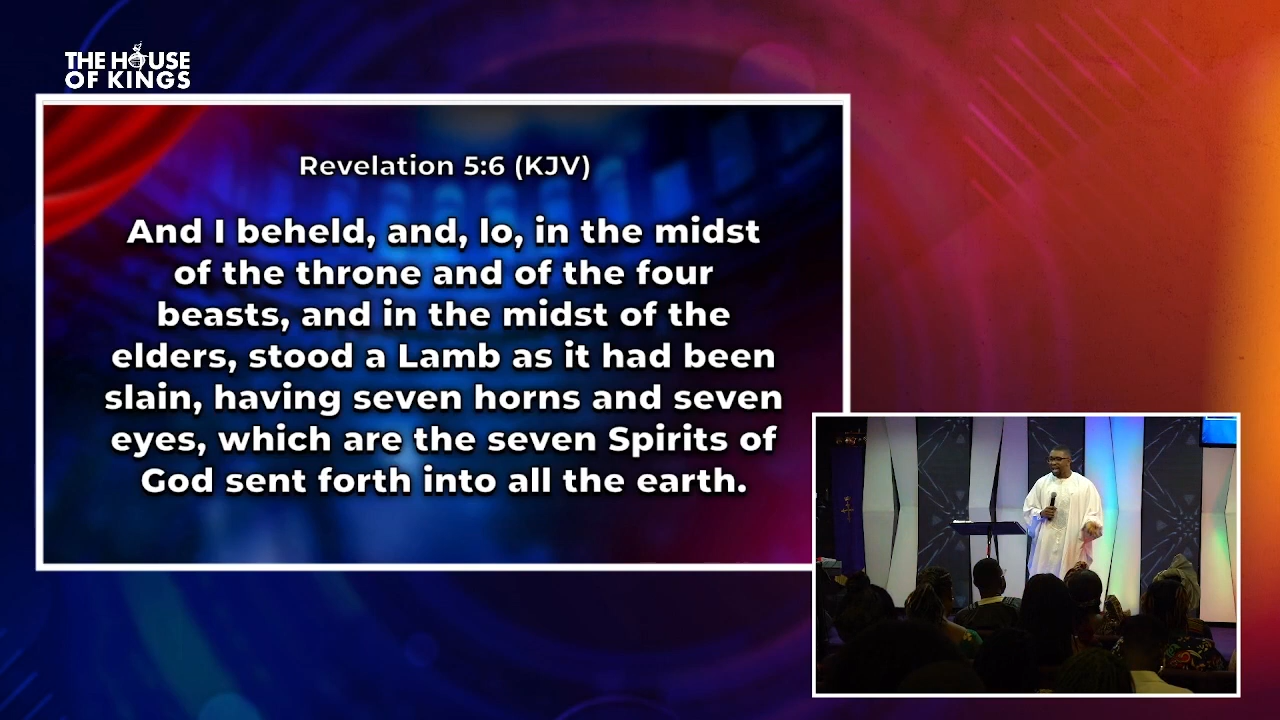 THE HOUSE
OF KINGS
Revelation 5:6 (KJV)
And I beheld, and, lo, in the midst
of the throne and of the four
beasts, and in the midst of the
elders, stood a Lamb as it had been
slain, having seven horns and seven
eyes, which are the seven Spirits of
God sent forth into all the earth.